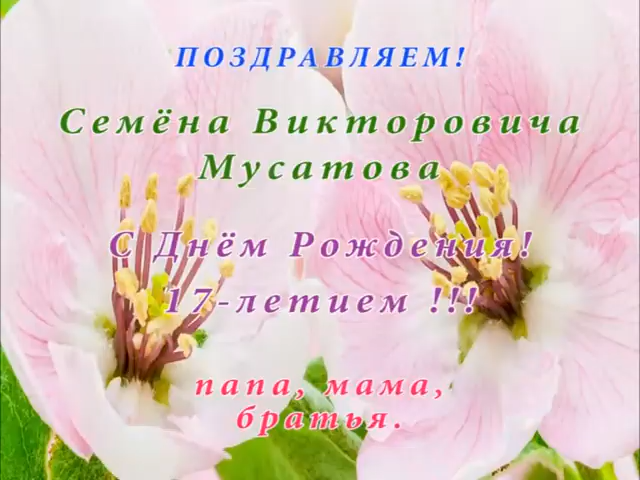 ПОЗДРАВЛЯЕМ!
Семёна Викторовича
Мусатова
С Днём Рождения!
17-летием !!!
папа, мама,
братья.